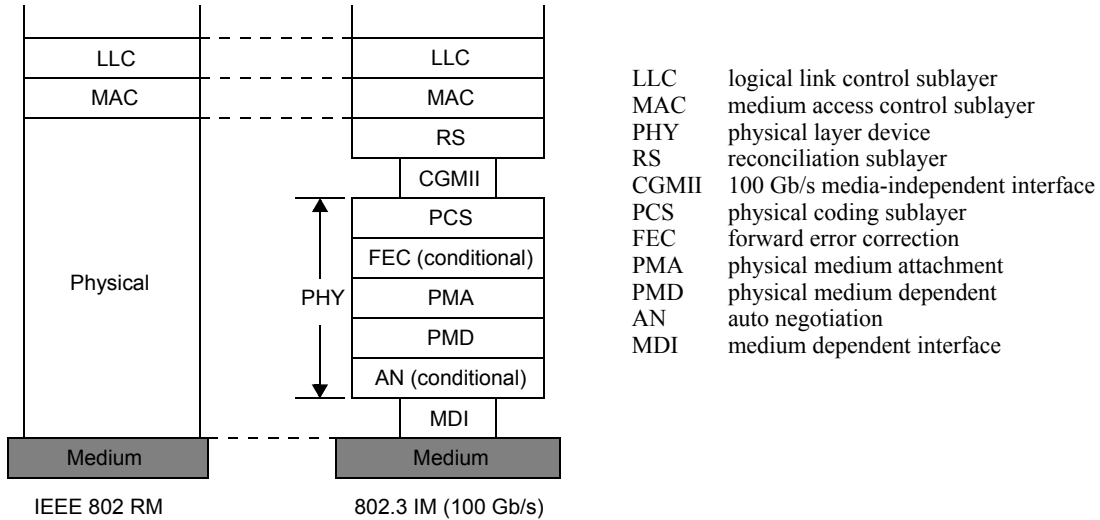 LLC
MAC
Physical
Medium
IEEE 802 RM
LLC
MAC
RS
CGMII
PHY
PCS
FEC (conditional)
PMA
PMD
AN (conditional)
MDI
Medium
802.3 IM (100 Gb/s)
LLC logical link control sublayer
MAC medium access control sublayer
PHY physical layer device
RS reconciliation sublayer
CGMII 100 Gb/s media-independent interface
PCS physical coding sublayer
FEC forward error correction
PMA physical medium attachment
PMD physical medium dependent
AN auto negotiation
MDI medium dependent interface